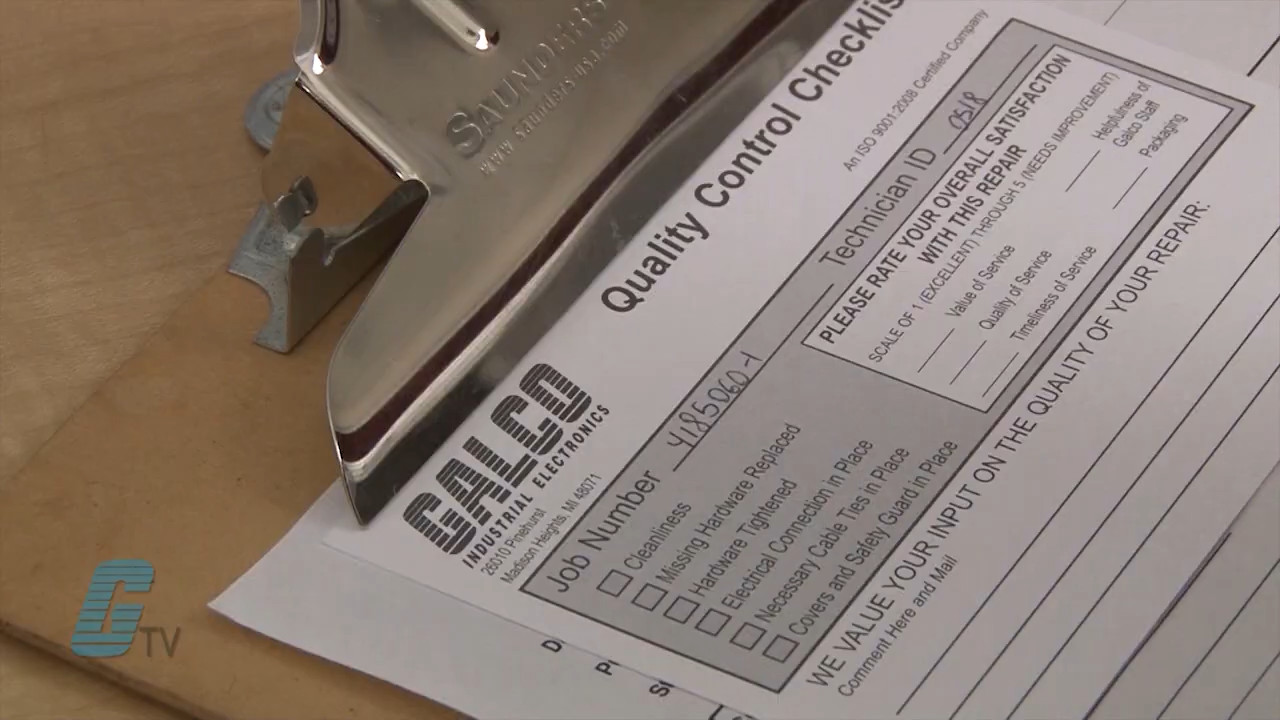 SAUNDERS
www.saunders-usa.com
Quality Control Checklis
An ISO 9001:2008 Certified Company
GALCO
INDUSTRIAL ELECTRONICS
26010 Pinehurst
Madison Heights, MI 48071
Job Number 4185060-1 Technician ID 0518
Cleanliness
Missing Hardware Replaced
Hardware Tightened
Electrical Connection in Place
Necessary Cable Ties in Place
Covers and Safety Guard in Place
PLEASE RATE YOUR OVERALL SATISFACTION
WITH THIS REPAIR
SCALE OF 1 (EXCELLENT) THROUGH 5 (NEEDS IMPROVEMENT)
Value of Service
Quality of Service
Timeliness of Service
Helpfulness of
Galco Staff
Packaging
WE VALUE YOUR INPUT ON THE QUALITY OF YOUR REPAIR:
Comment Here and Mail
G TV